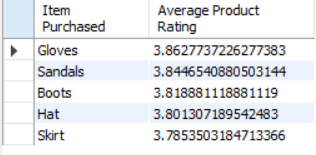 Item Purchased	Average Product Rating
Gloves	3.8627737226277383
Sandals	3.8446540880503144
Boots	3.818881118881119
Hat	3.801307189542483
Skirt	3.7853503184713366